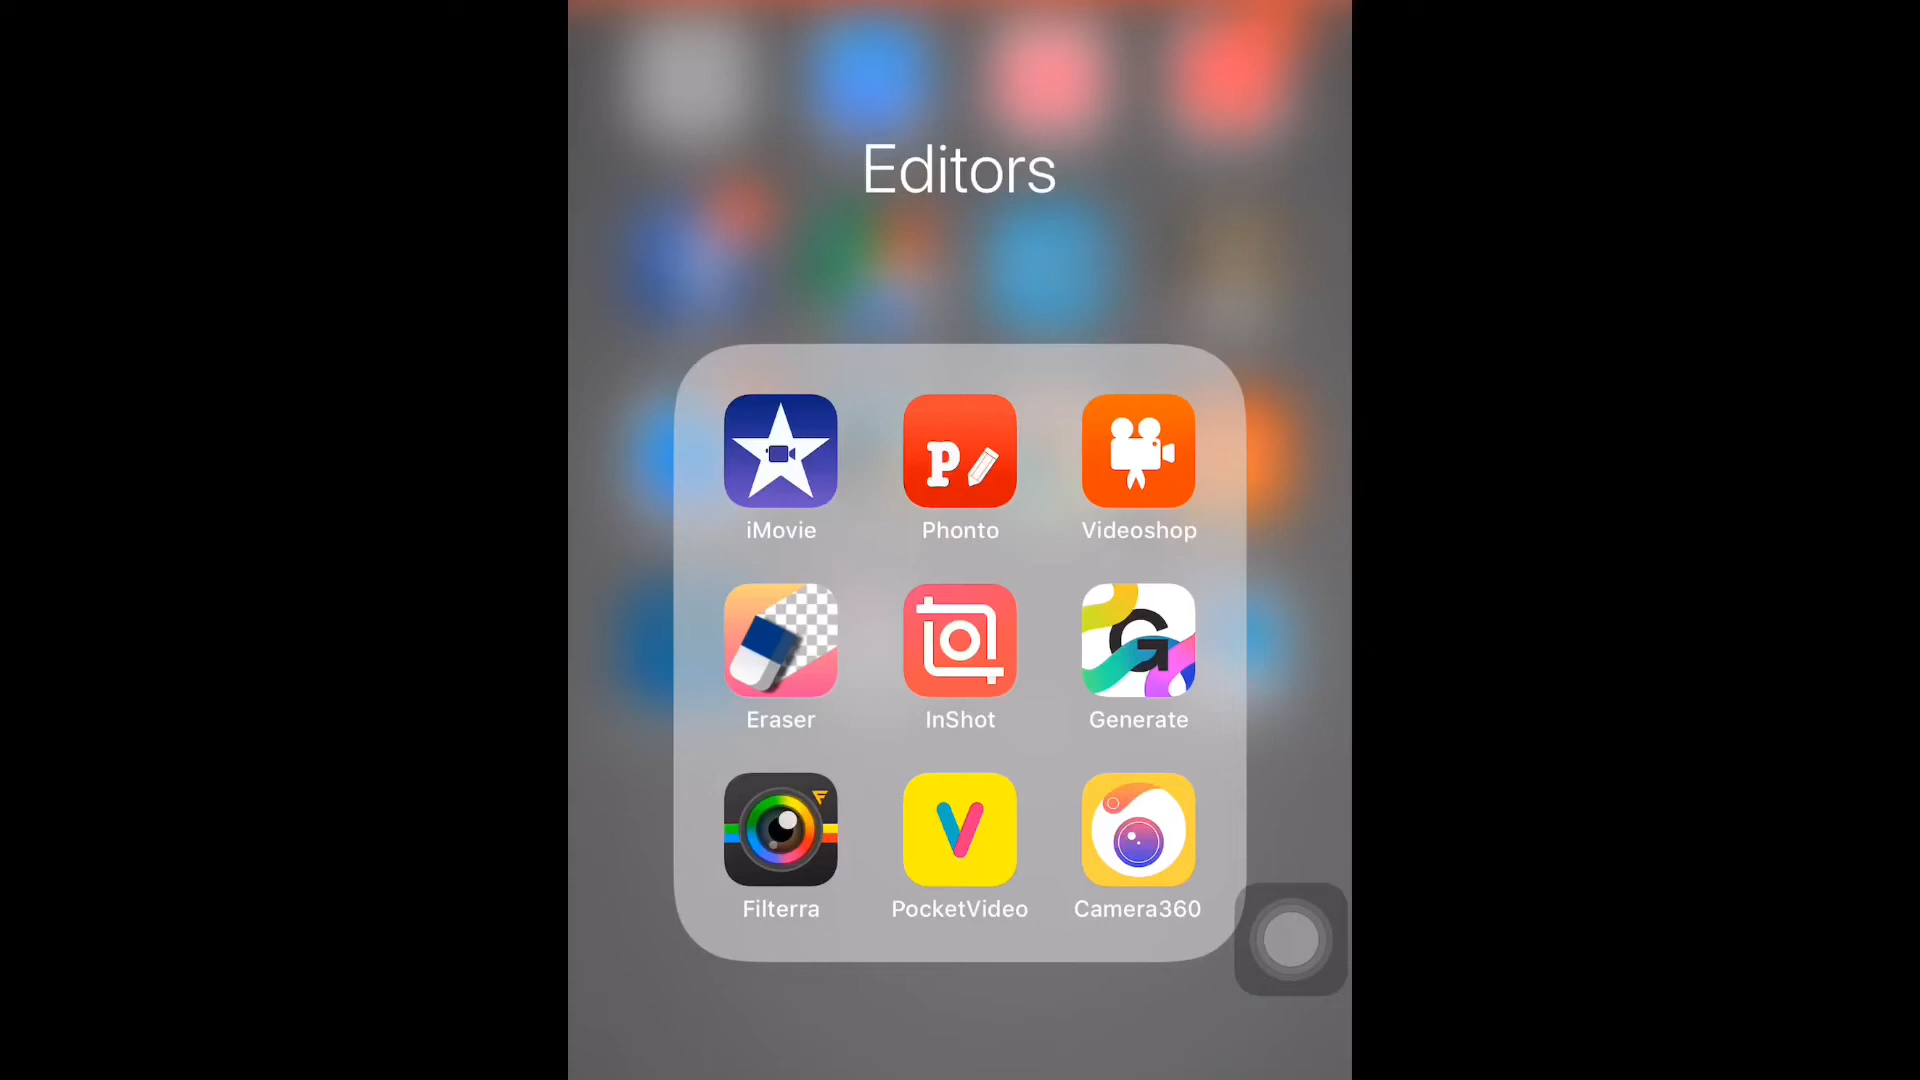 Editors
iMovie
Phonto
Videoshop
Eraser
InShot
Generate
Filterra
PocketVideo
Camera360